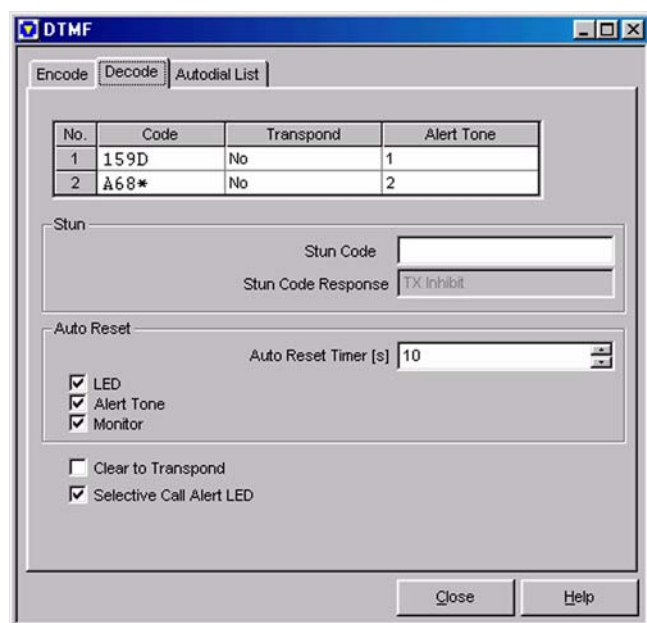 DTMF
Encode Decode Autodial List
No. Code Transpond Alert Tone
1 159D No 1
2 A68* No 2
Stun
Stun Code
Stun Code Response TX Inhibit
Auto Reset
Auto Reset Timer [s] 10
LED
Alert Tone
Monitor
Clear to Transpond
Selective Call Alert LED
Close Help